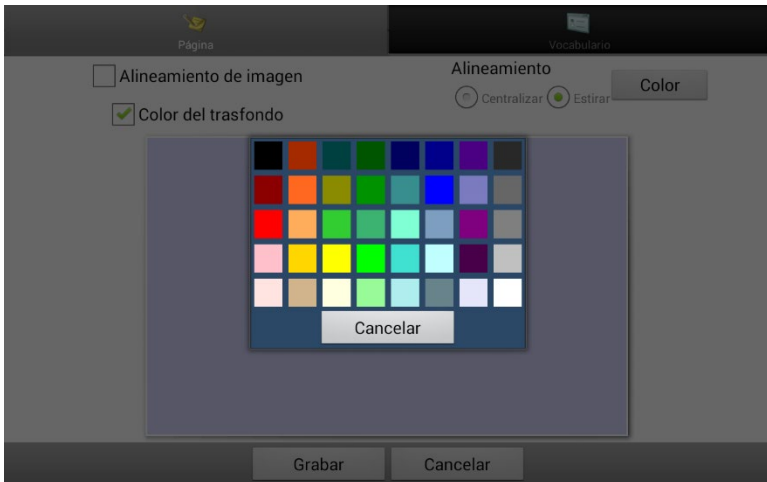 Página
Vocabulario
Alineamiento de imagen
Alineamiento
Centralizar Estirar
Color
Color del trasfondo
Cancelar
Grabar
Cancelar